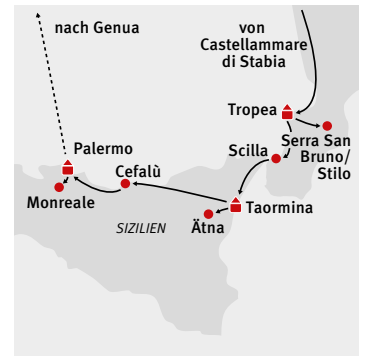 nach Genua
von
Castellammare
di Stabia
Tropea
Serra San
Bruno/
Stilo
Scilla
Palermo
Cefalù
Monreale
SIZILIEN
Ätna
Taormina